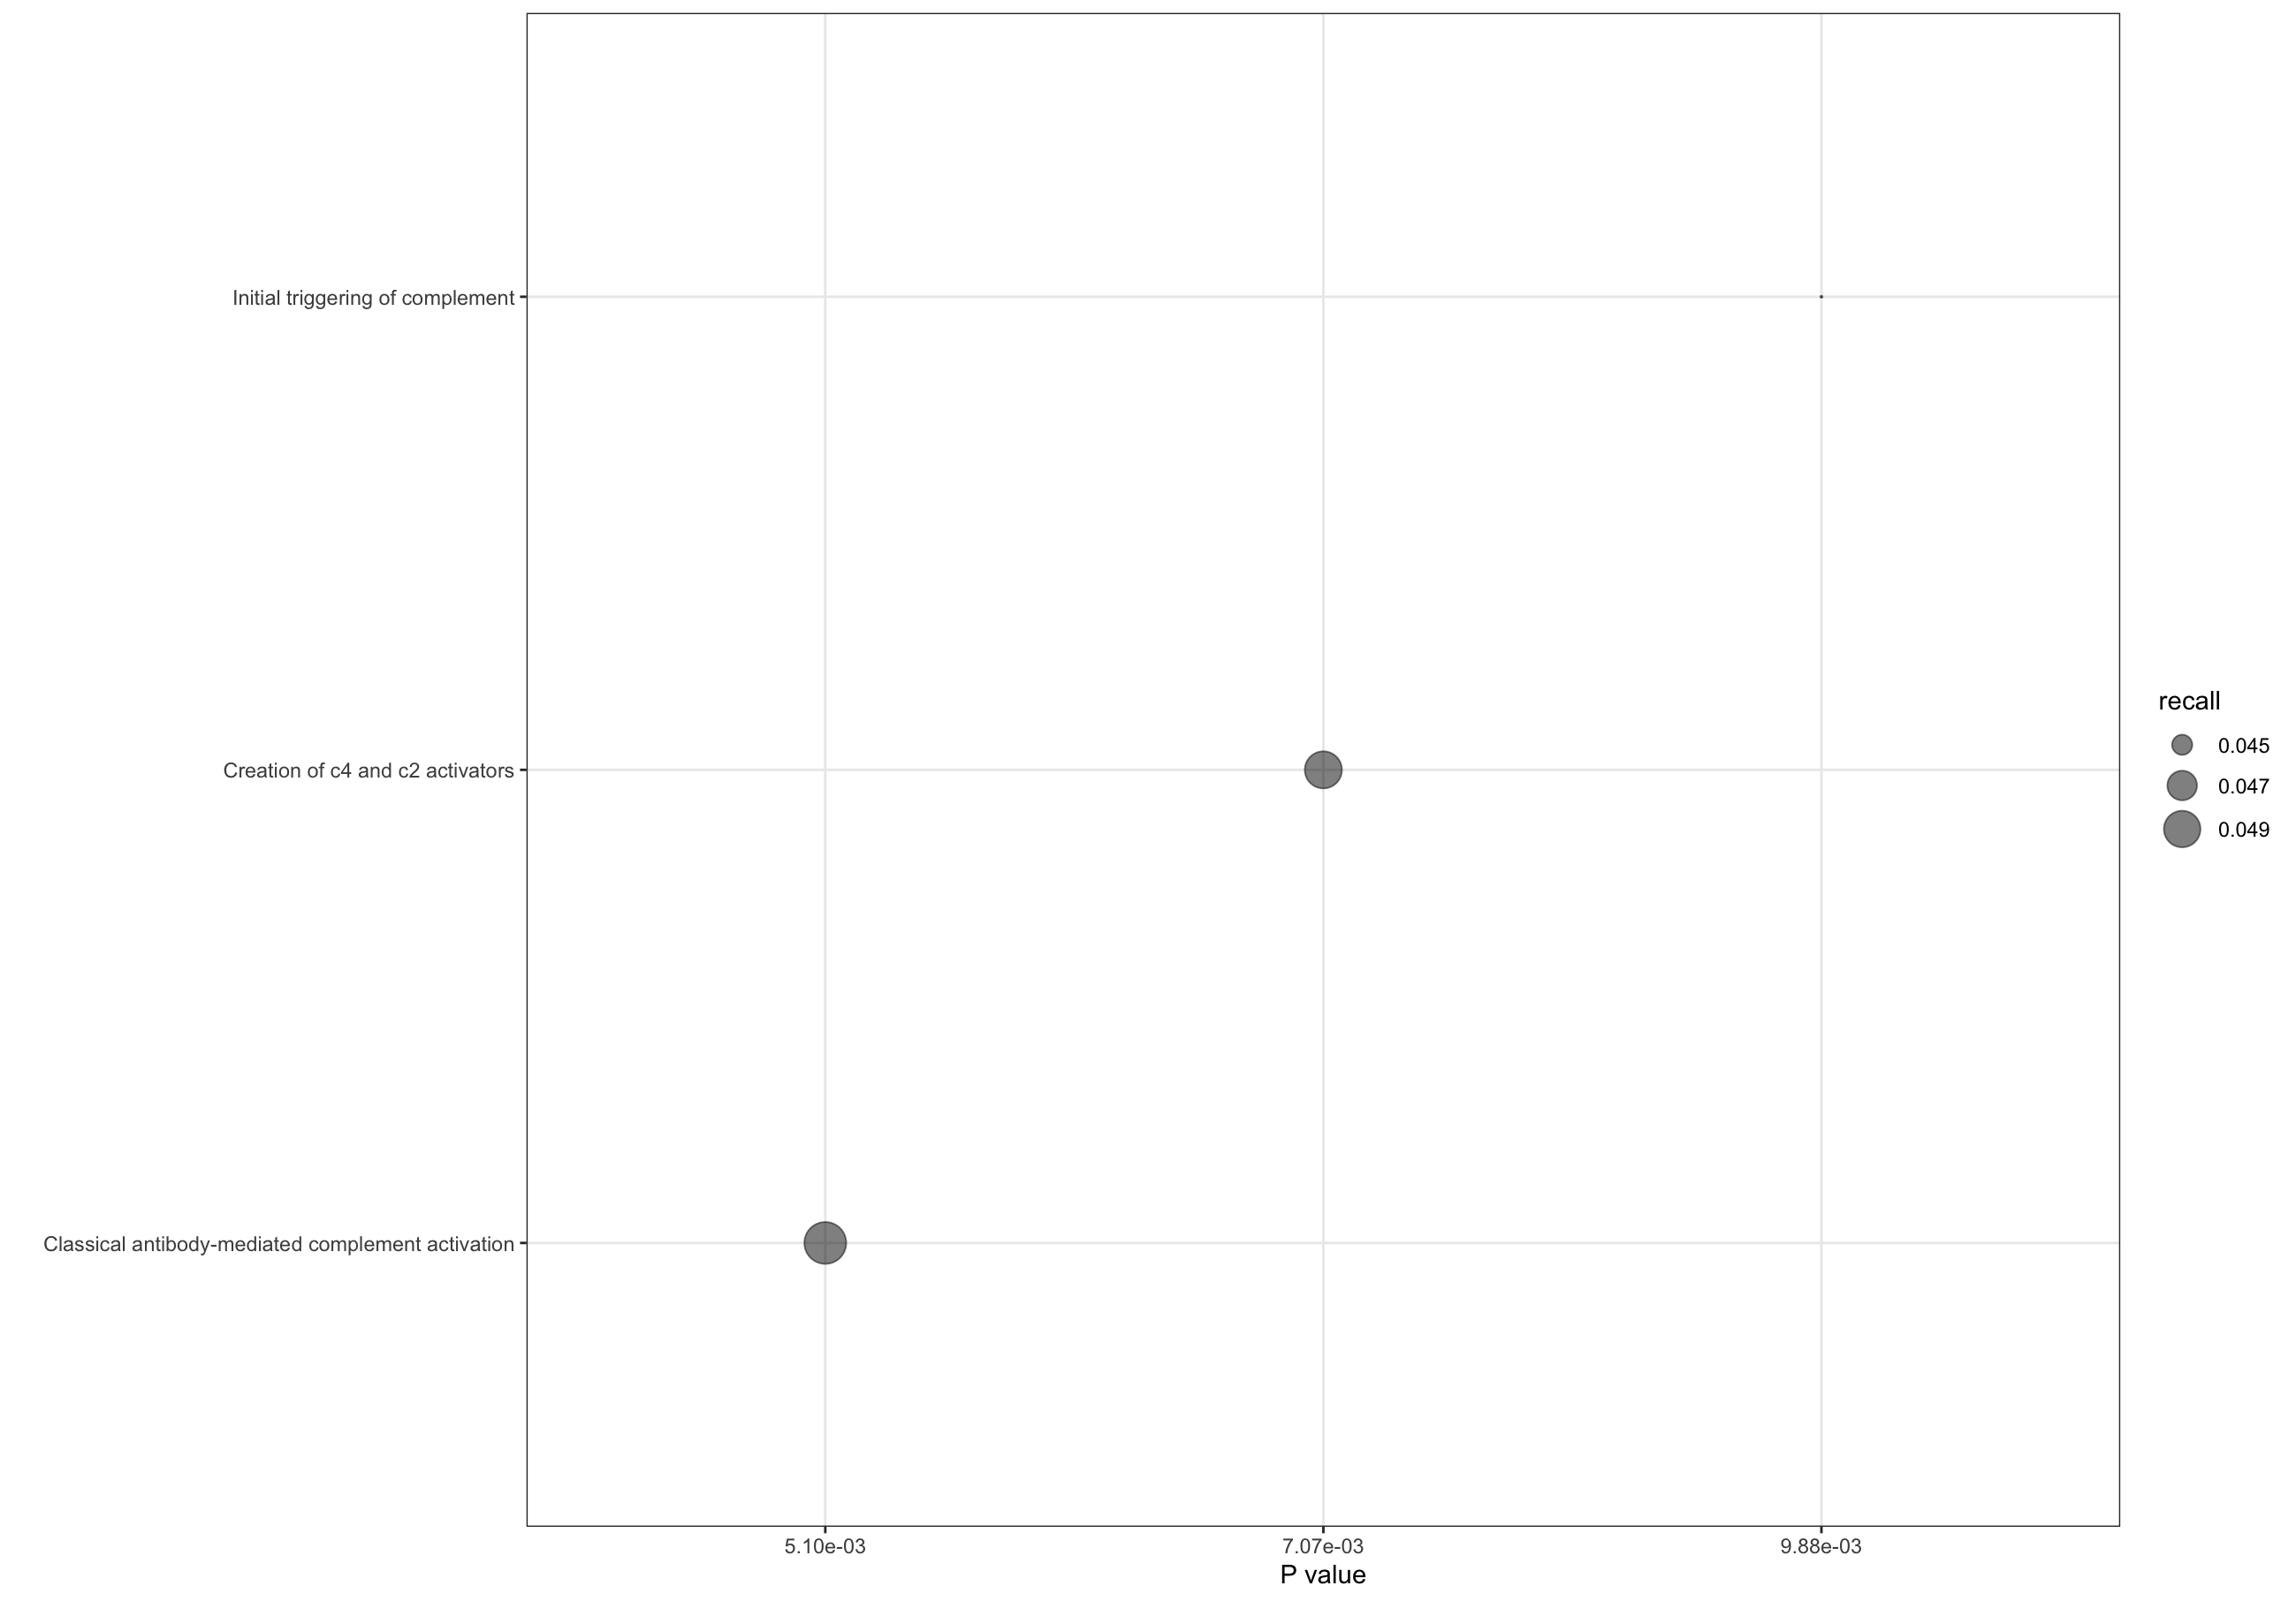 Initial triggering of complement
Creation of c4 and c2 activators
Classical antibody-mediated complement activation
5.10e-03
7.07e-03
9.88e-03
P value
recall
0.045
0.047
0.049